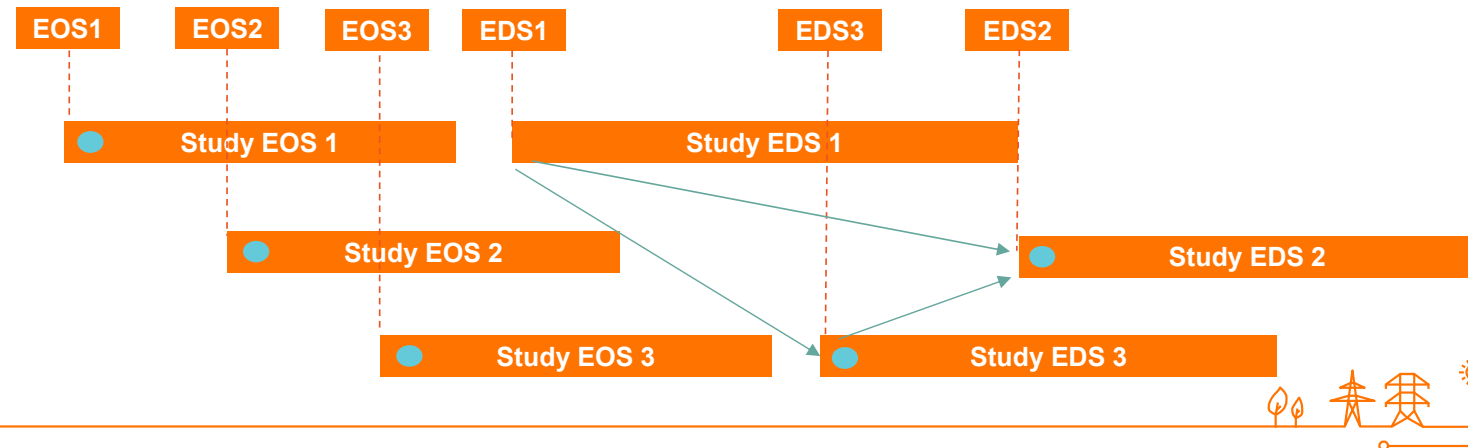 EOS1 EOS2 EOS3 EDS1 EDS3 EDS2
Study EOS 1 Study EDS 1
Study EOS 2 Study EDS 2
Study EOS 3 Study EDS 3